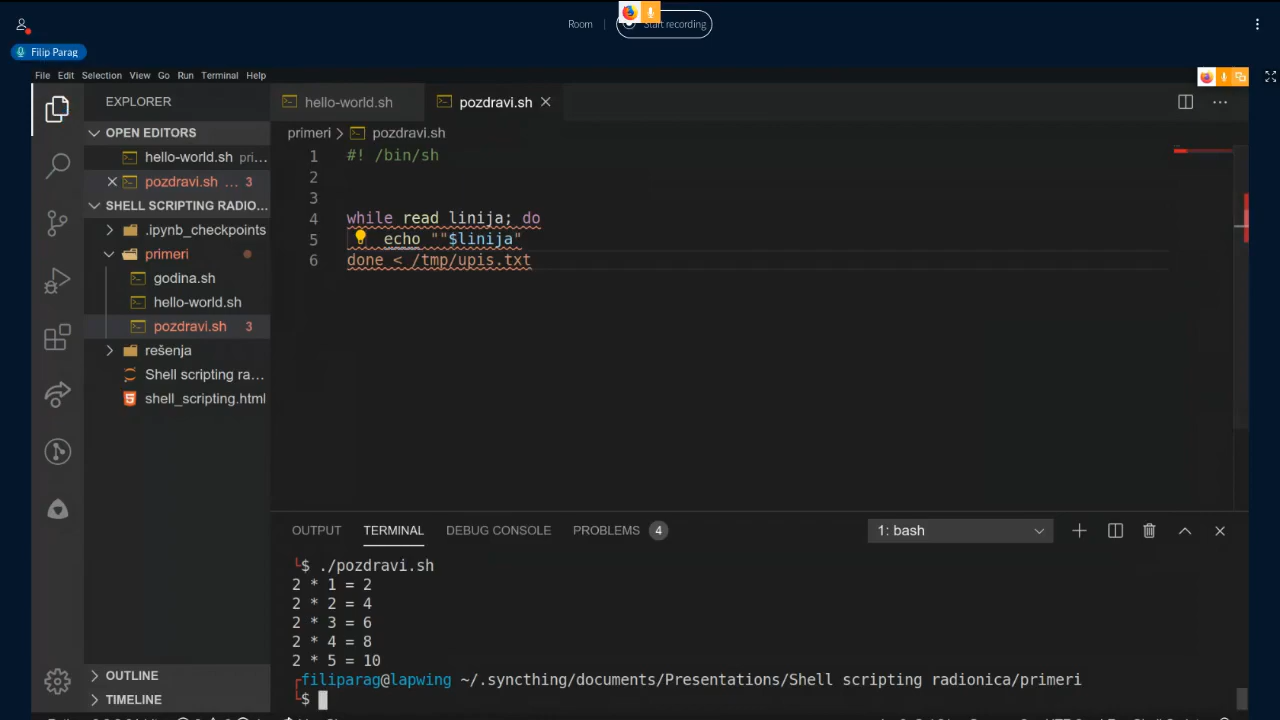 Room
Start recording
Filip Parag
File Edit Selection View Go Run Terminal Help
EXPLORER
hello-world.sh
pozdravi.sh
OPEN EDITORS
primeri
pozdravi.sh
hello-world.sh pri...
pozdravi.sh ... 3
SHELL SCRIPTING RADIO...
.ipynb_checkpoints
primeri
godina.sh
hello-world.sh
pozdravi.sh 3
rešenja
Shell scripting ra...
shell_scripting.html
OUTLINE
TIMELINE
1 #! /bin/sh
2
3
4 while read linija; do
5 echo ""$linija"
6 done < /tmp/upis.txt
OUTPUT TERMINAL DEBUG CONSOLE PROBLEMS 4
1: bash
$ ./pozdravi.sh
2 * 1 = 2
2 * 2 = 4
2 * 3 = 6
2 * 4 = 8
2 * 5 = 10
filiparag@lapwing ~/.syncthing/documents/Presentations/Shell scripting radionica/primeri
$